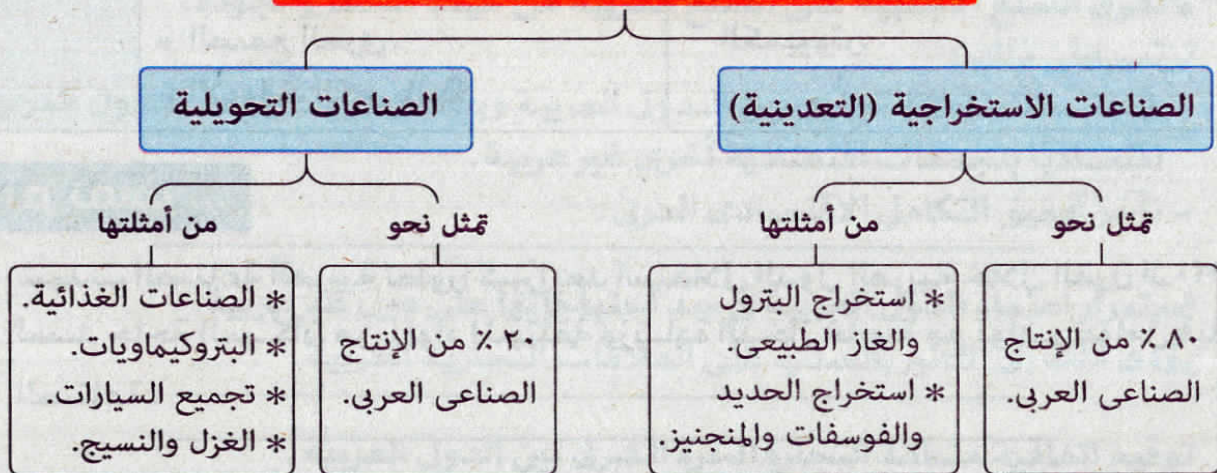 الصناعات الاستخراجية (التعدينية)
تمثل نحو
٨٠ ٪ من الإنتاج
الصناعى العربى.
من أمثلتها
* استخراج البترول
والغاز الطبيعى.
* استخراج الحديد
والفوسفات والمنجنيز.
الصناعات التحويلية
تمثل نحو
٢٠ ٪ من الإنتاج
الصناعى العربى.
من أمثلتها
* الصناعات الغذائية.
* البتروكيماويات.
* تجميع السيارات.
* الغزل والنسيج.